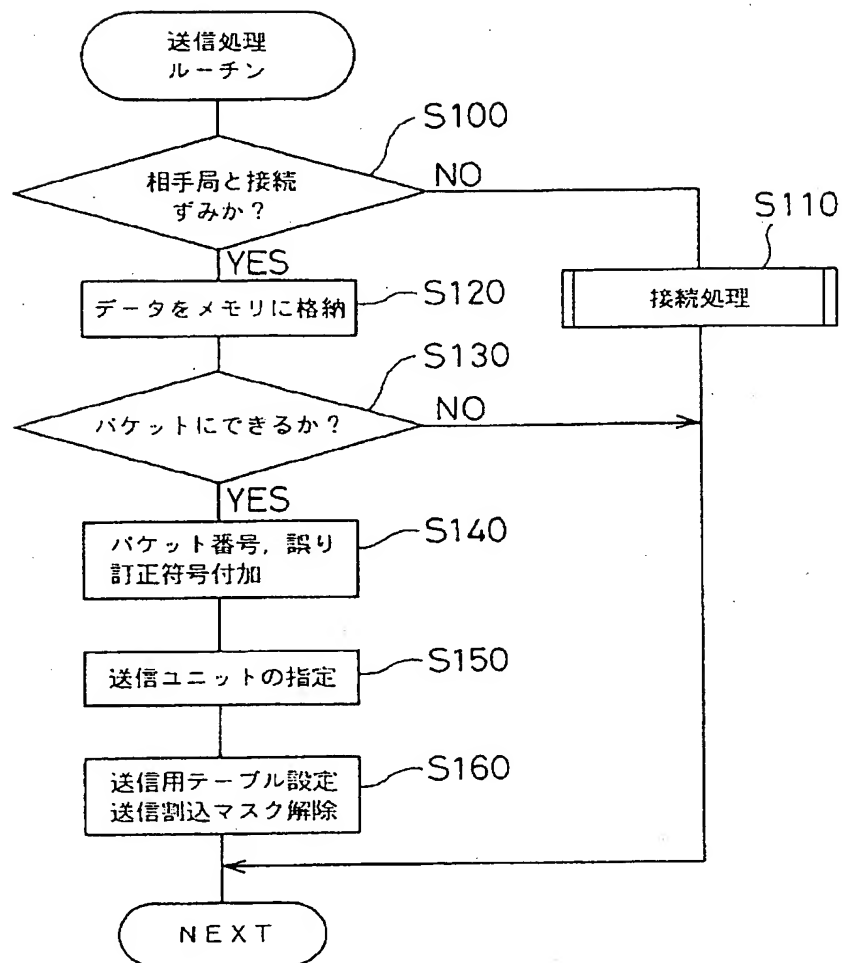 送信処理
ルーチン
S100
相手局と接続
ずみか?
NO
S110
YES
接続処理
データをメモリに格納
S120
S130
パケットにできるか?
NO
YES
パケット番号,誤り
訂正符号付加
S140
送信ユニットの指定
S150
送信用テーブル設定
送信割込マスク解除
S160
NEXT